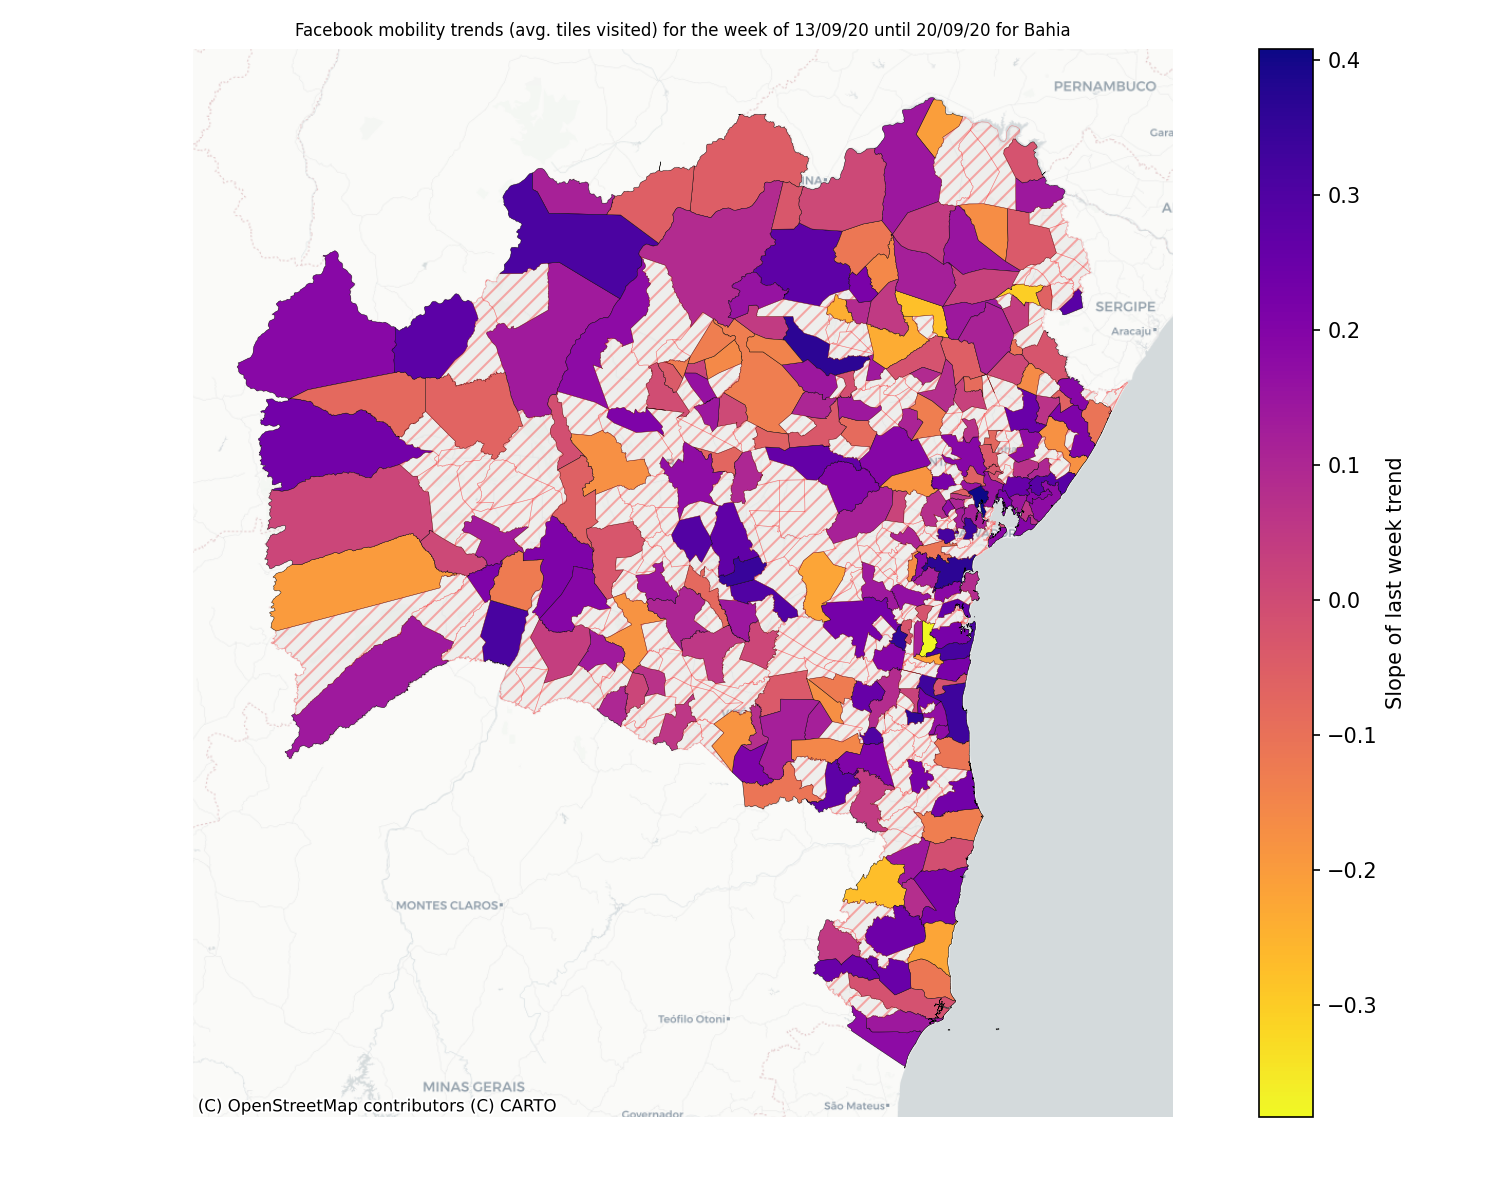 Facebook mobility trends (avg. tiles visited) for the week of 13/09/20 until 20/09/20 for Bahia
PERNAMBUCO
Gara
INA
A
SERGIPE
Aracaju
MONTES CLAROS
Teófilo Otoni
MINAS GERAIS
São Mateus
Governador
(C) OpenStreetMap contributors (C) CARTO
0.4
0.3
0.2
0.1
0.0
−0.1
−0.2
−0.3
Slope of last week trend